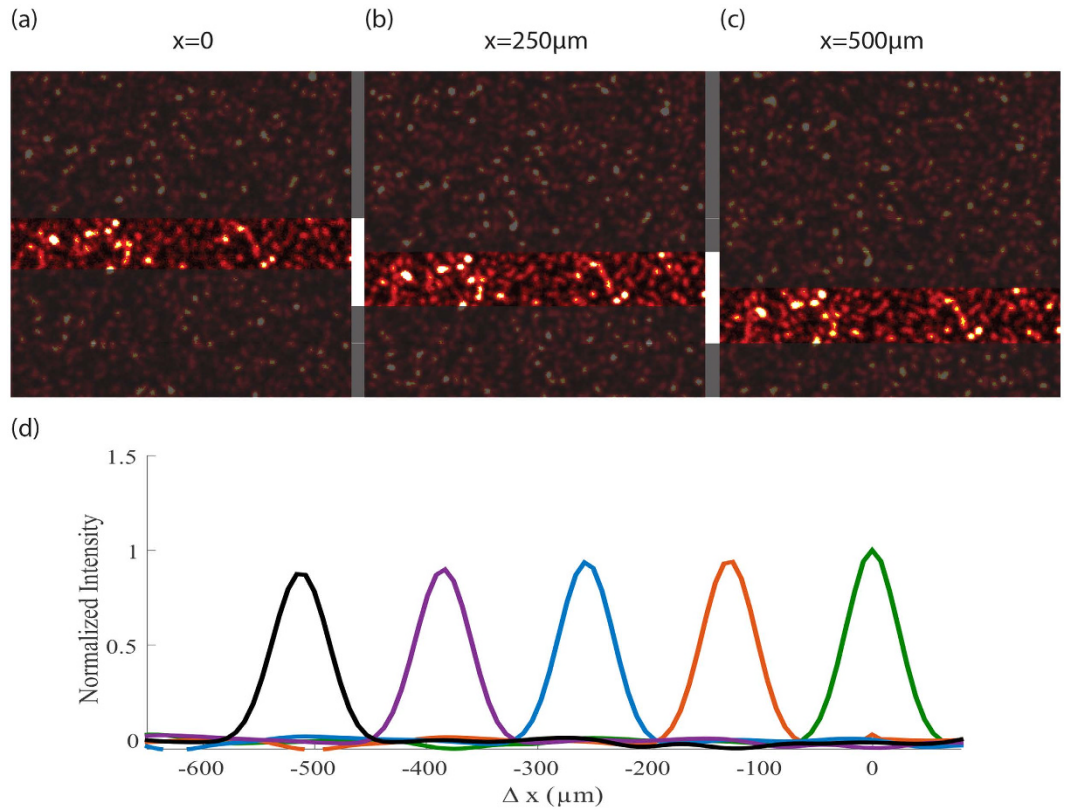 (a)
x=0
(b)
x=250μm
(c)
x=500μm
(d)
1.5
1
0.5
0
Normalized Intensity
-600 -500 -400 -300 -200 -100 0
Δ x (μm)